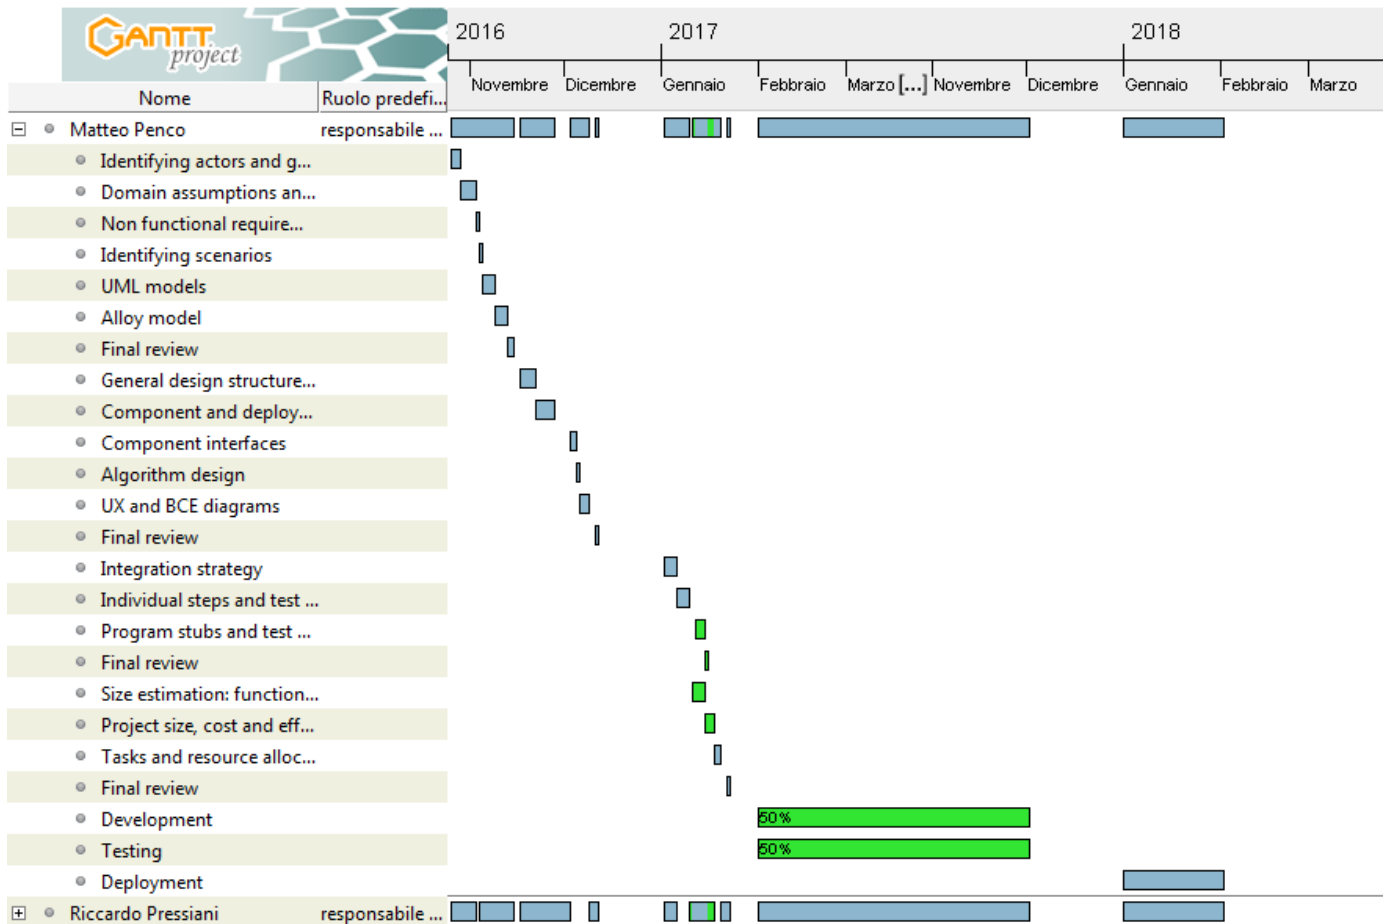 GANTT
project
2016 2017 2018
Novembre Dicembre Gennaio Febbraio Marzo [...] Novembre Dicembre Gennaio Febbraio Marzo
Nome Ruolo predefi...
Matteo Penco responsabile ...
Identifying actors and g...
Domain assumptions an...
Non functional require...
Identifying scenarios
UML models
Alloy model
Final review
General design structure...
Component and deploy...
Component interfaces
Algorithm design
UX and BCE diagrams
Final review
Integration strategy
Individual steps and test ...
Program stubs and test ...
Final review
Size estimation: function...
Project size, cost and eff...
Tasks and resource alloc...
Final review
Development 50%
Testing 50%
Deployment
Riccardo Pressiani responsabile ...